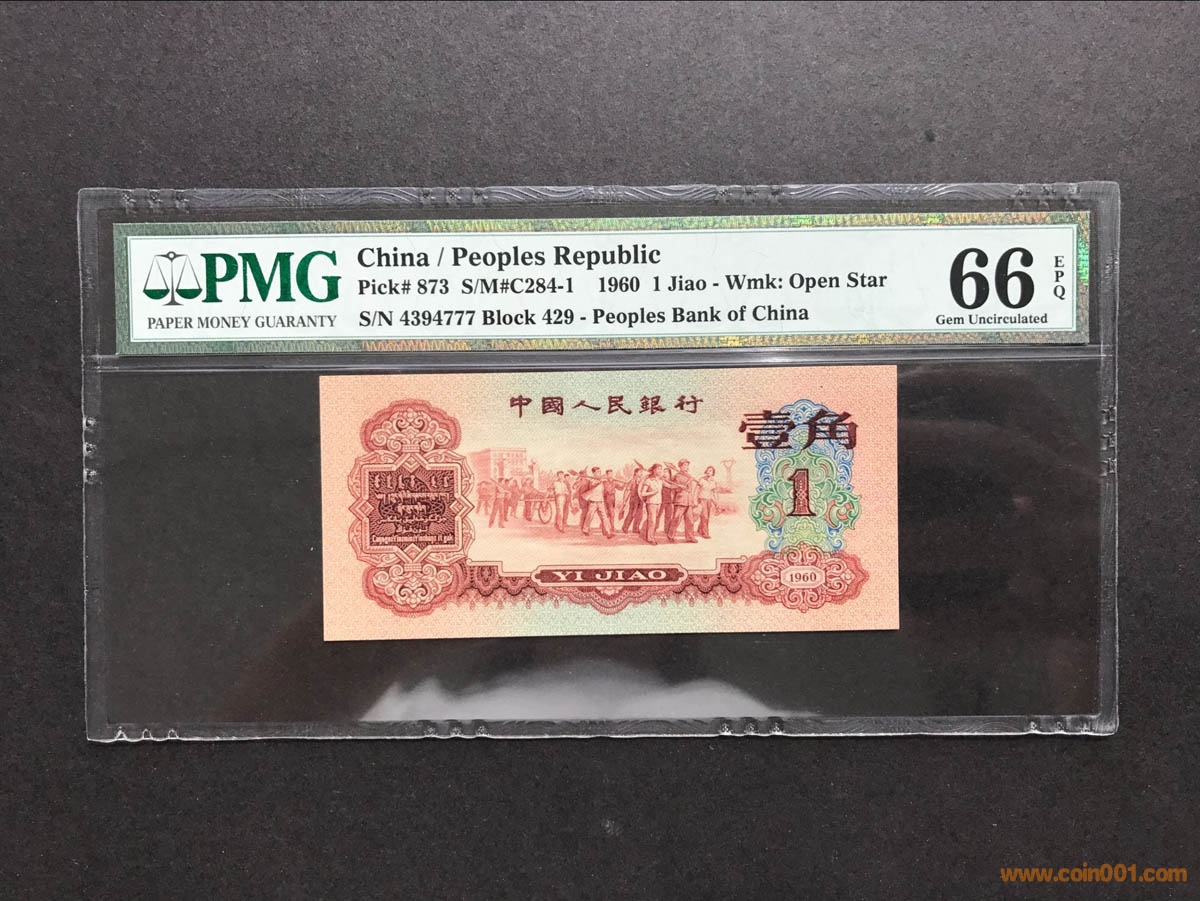 PMG
PAPER MONEY GUARANTY
China / Peoples Republic
Pick# 873 S/M#C284-1 1960 1 Jiao - Wmk: Open Star
S/N 4394777 Block 429 - Peoples Bank of China
66 EPQ
Gem Uncirculated
中國人民銀行
壹角
1
YI JIAO
1960
www.coin001.com